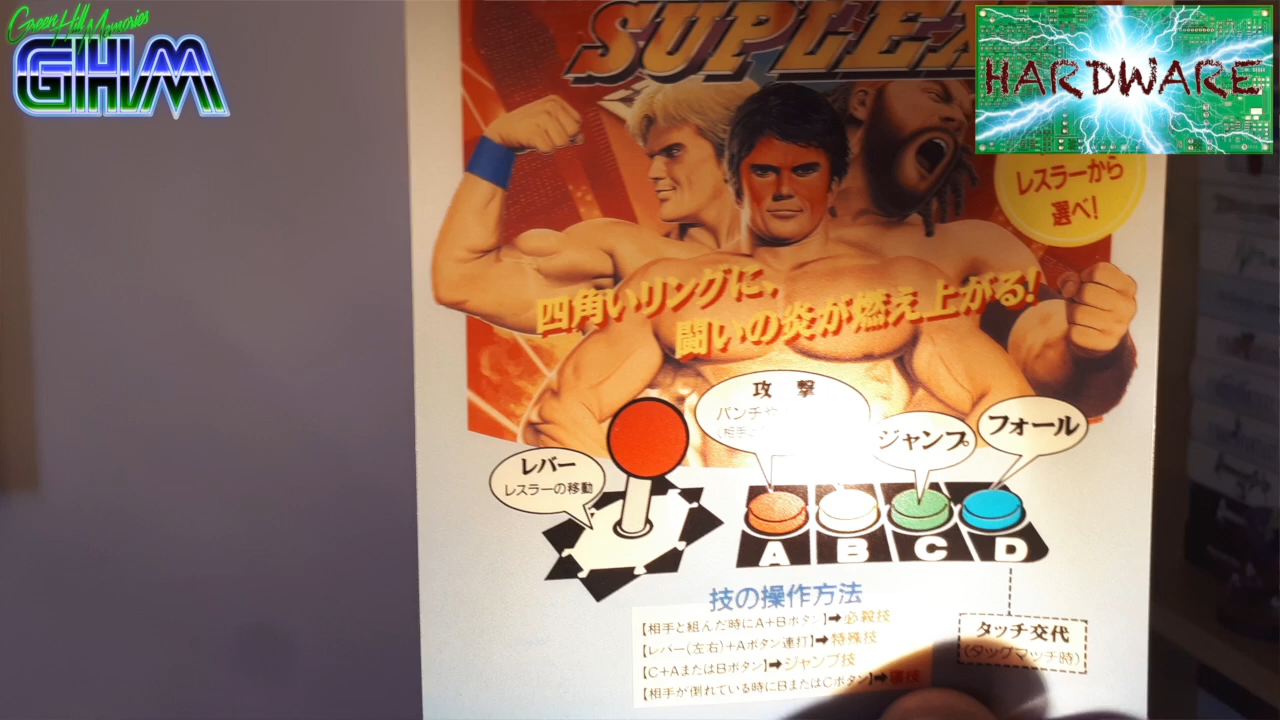 Green Hill Memories
GHM
HARDWARE
レスラーから
選べ!
四角いリングに、
闘いの炎が燃え上がる!
攻 撃
パンチや
ジャンプ
フォール
レバー
レスラーの移動
A B C D
技の操作方法
【相手と組んだ時にA+Bボタン】➡必殺技
【レバー(左右)+Aボタン連打】➡特殊技
【C+AまたはBボタン】➡ジャンプ技
【相手が倒れている時にBまたはCボタン】➡寝技
タッチ交代
(タッグマッチ時)